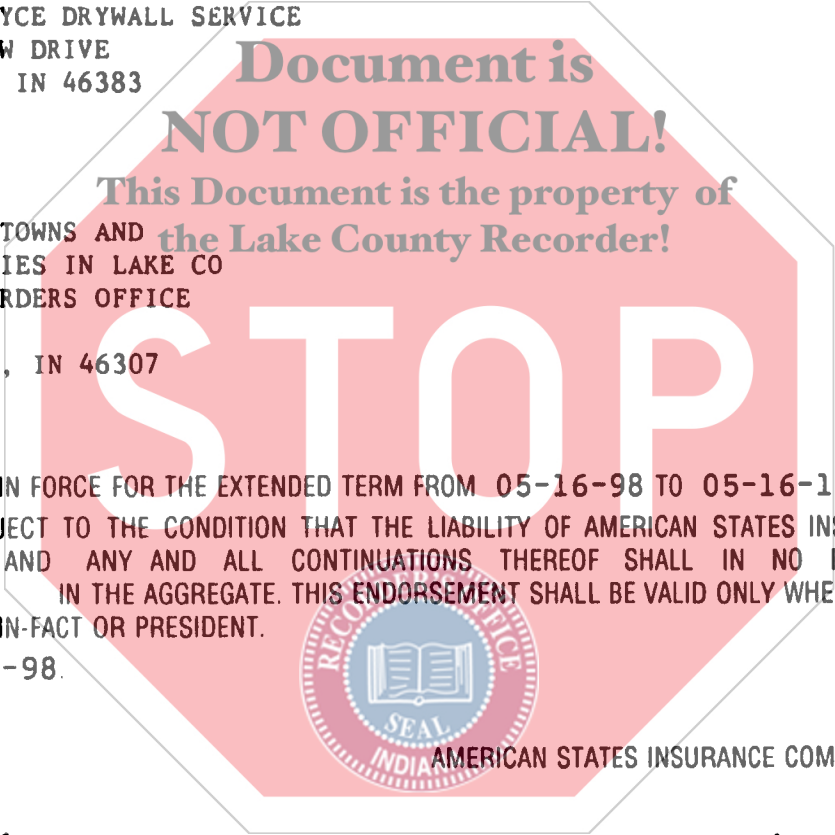 YCE DRYWALL SERVICE
W DRIVE
IN 46383
Document is
NOT OFFICIAL!
This Document is the property of
the Lake County Recorder!
TOWNS AND
IES IN LAKE CO
RDERS OFFICE
, IN 46307
STOP
IN FORCE FOR THE EXTENDED TERM FROM 05-16-98 TO 05-16-1
JECT TO THE CONDITION THAT THE LIABILITY OF AMERICAN STATES INS
AND ANY AND ALL CONTINUATIONS THEREOF SHALL IN NO
IN THE AGGREGATE. THIS ENDORSEMENT SHALL BE VALID ONLY WHE
IN-FACT OR PRESIDENT.
-98.
RECORDER'S OFFICE
SEAL
INDIANA
AMERICAN STATES INSURANCE COM